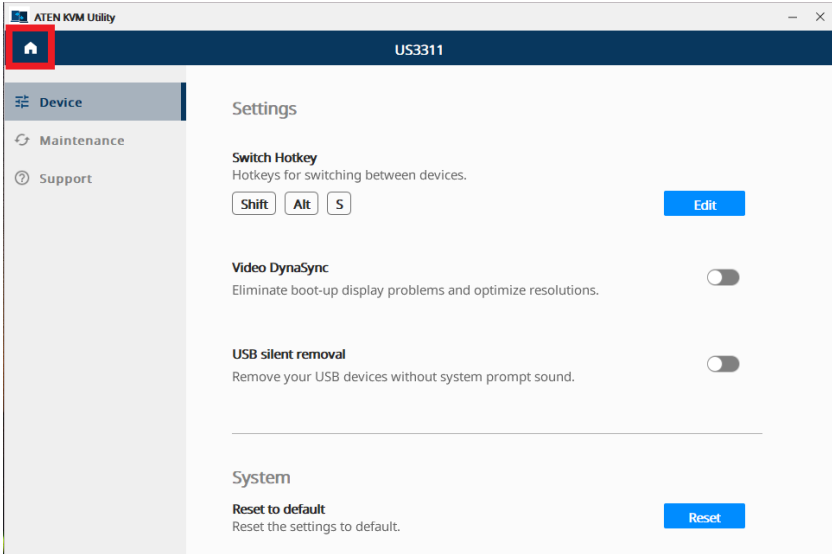 ATEN KVM Utility
US3311
Device
Maintenance
Support
Settings
Switch Hotkey
Hotkeys for switching between devices.
Shift Alt S
Edit
Video DynaSync
Eliminate boot-up display problems and optimize resolutions.
USB silent removal
Remove your USB devices without system prompt sound.
System
Reset to default
Reset the settings to default.
Reset